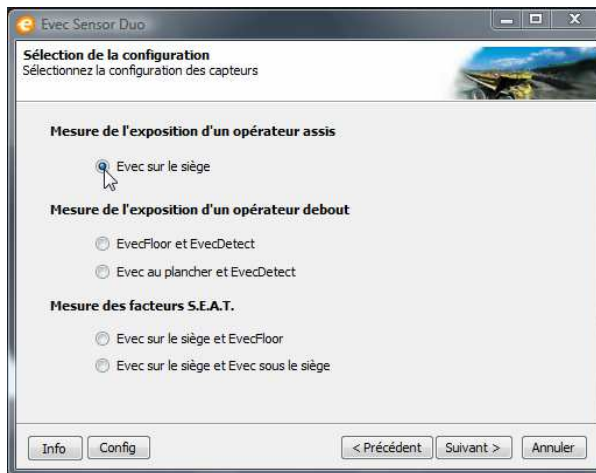 Evec Sensor Duo
Sélection de la configuration
Sélectionnez la configuration des capteurs
Mesure de l'exposition d'un opérateur assis
Evec sur le siège
Mesure de l'exposition d'un opérateur debout
EvecFloor et EvecDetect
Evec au plancher et EvecDetect
Mesure des facteurs S.E.A.T.
Evec sur le siège et EvecFloor
Evec sur le siège et Evec sous le siège
Info Config < Précédent Suivant > Annuler